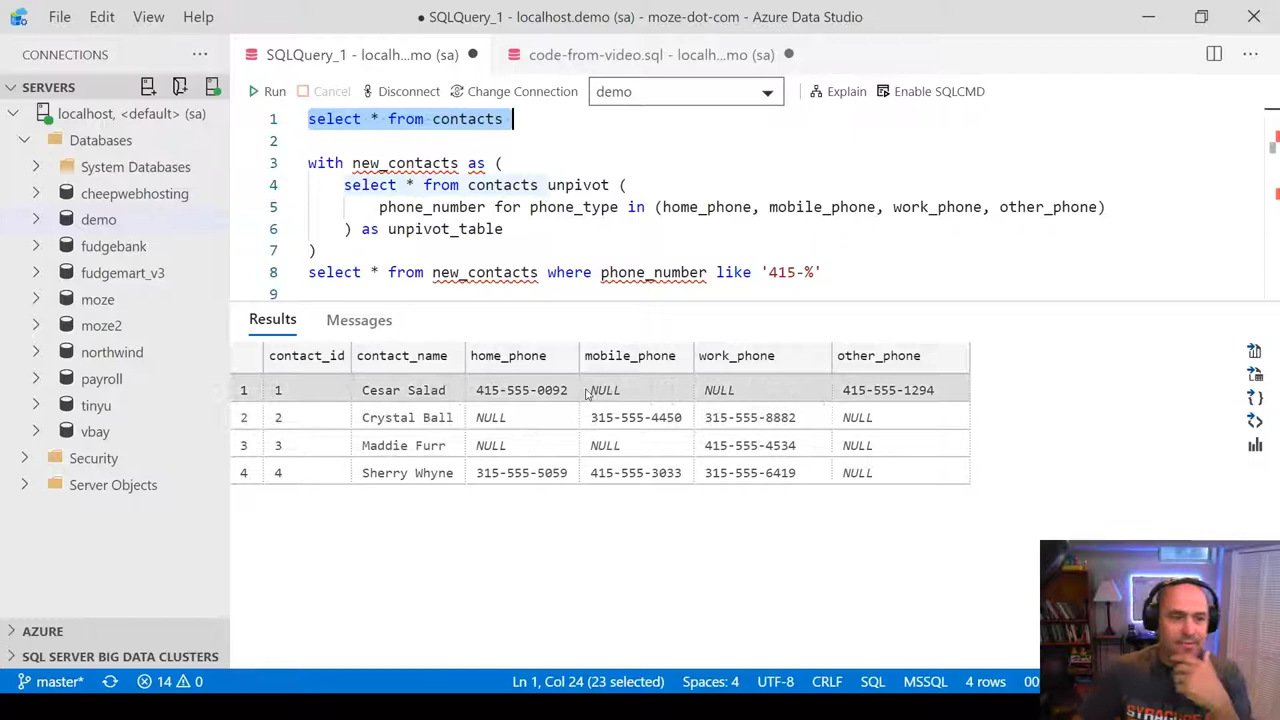 File Edit View Help
● SQLQuery_1 - localhost.demo (sa) - moze-dot-com - Azure Data Studio
CONNECTIONS
SERVERS
localhost, <default> (sa)
Databases
System Databases
cheepwebhosting
demo
fudgebank
fudgemart_v3
moze
moze2
northwind
payroll
tinyu
vbay
Security
Server Objects
AZURE
SQL SERVER BIG DATA CLUSTERS
SQLQuery_1 - localh...mo (sa) ● code-from-video.sql - localh...mo (sa) ●
Run Cancel Disconnect Change Connection demo Explain Enable SQLCMD
1 select * from contacts
2
3 with new_contacts as (
4 select * from contacts unpivot (
5 phone_number for phone_type in (home_phone, mobile_phone, work_phone, other_phone)
6 ) as unpivot_table
7 )
8 select * from new_contacts where phone_number like '415-%'
9
Results Messages
contact_id contact_name home_phone mobile_phone work_phone other_phone
1 1 Cesar Salad 415-555-0092 NULL NULL 415-555-1294
2 2 Crystal Ball NULL 315-555-4450 315-555-8882 NULL
3 3 Maddie Furr NULL NULL 415-555-4534 NULL
4 4 Sherry Whyne 315-555-5059 415-555-3033 315-555-6419 NULL
master* 14 0 Ln 1, Col 24 (23 selected) Spaces: 4 UTF-8 CRLF SQL MSSQL 4 rows 00